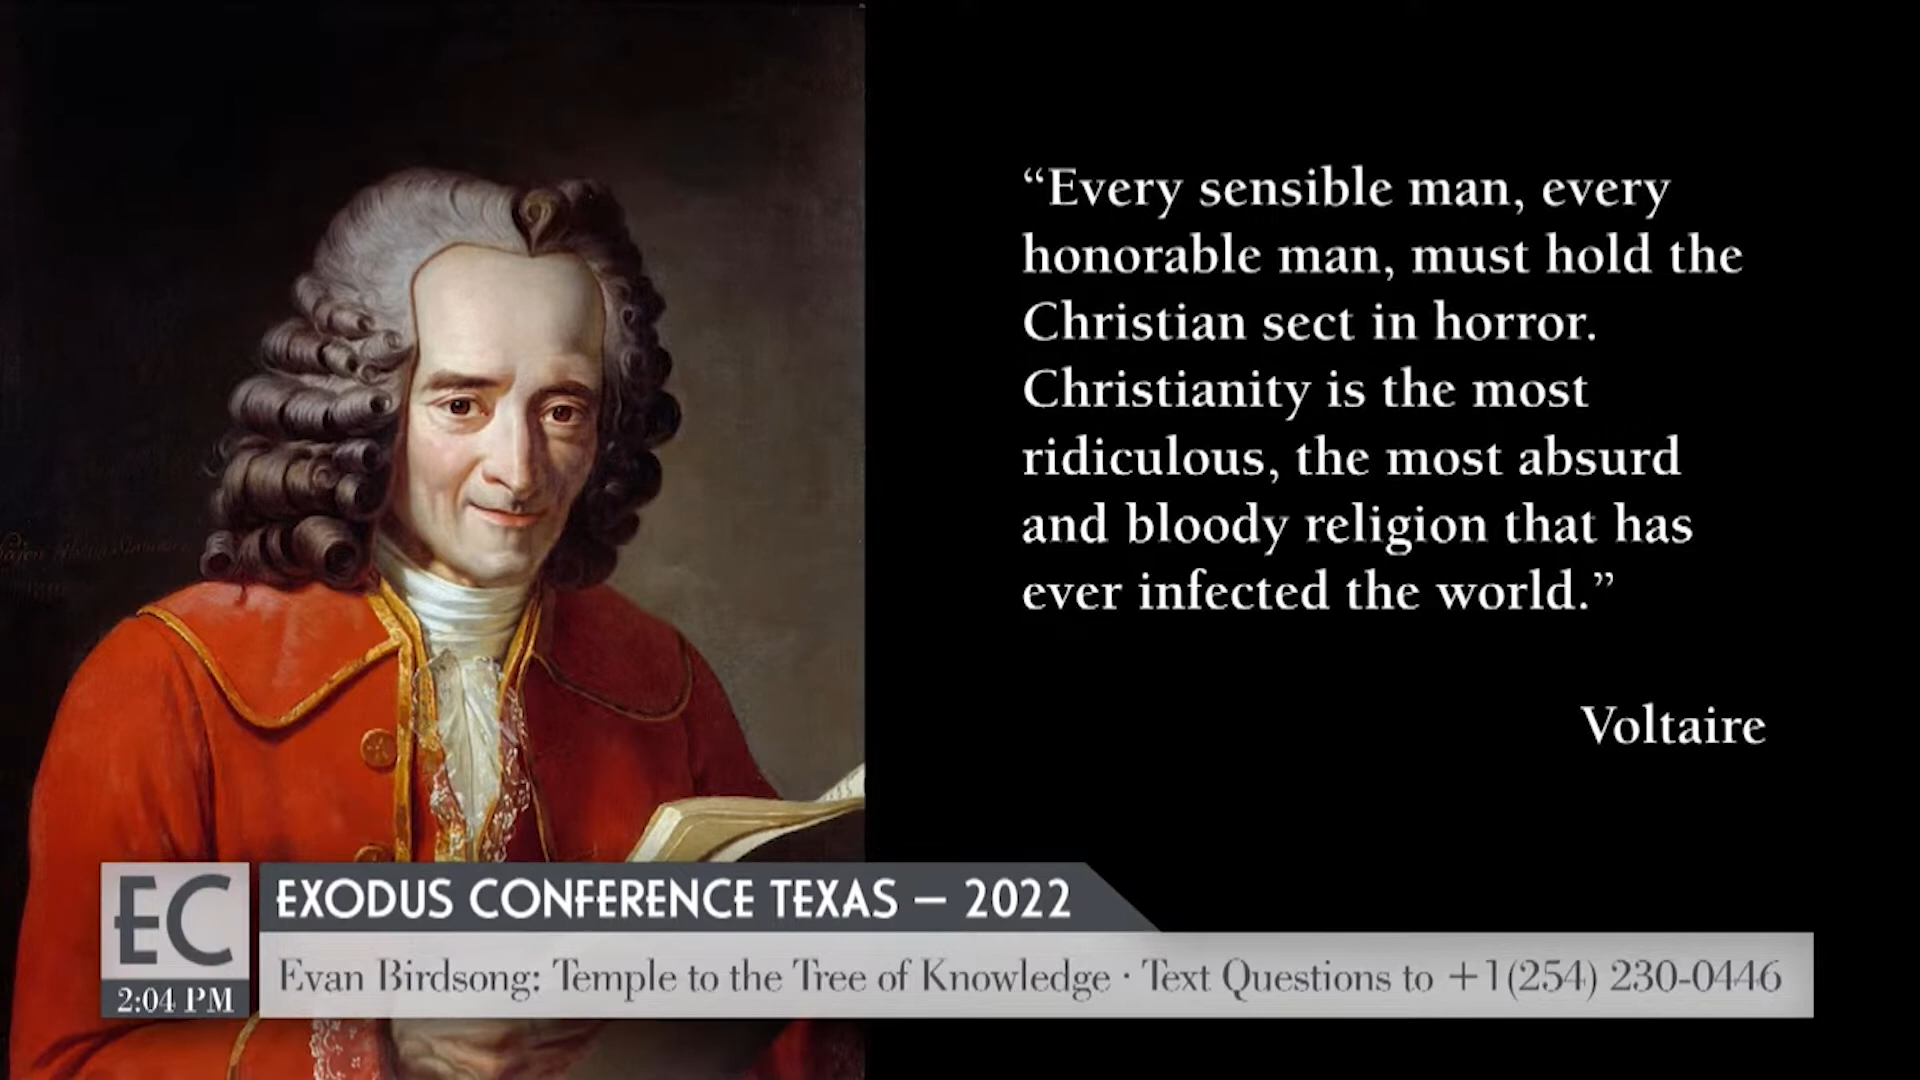 “Every sensible man, every
honorable man, must hold the
Christian sect in horror.
Christianity is the most
ridiculous, the most absurd
and bloody religion that has
ever infected the world.”
Voltaire
EC
2:04 PM
EXODUS CONFERENCE TEXAS – 2022
Evan Birdsong: Temple to the Tree of Knowledge · Text Questions to +1(254) 230-0446